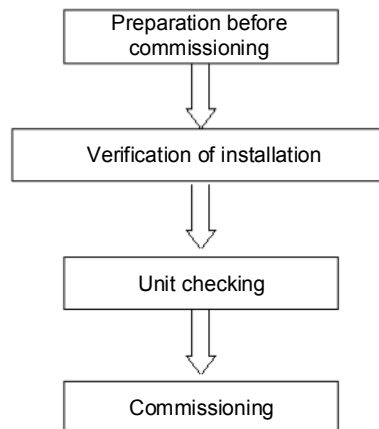 Preparation before
commissioning
Verification of installation
Unit checking
Commissioning